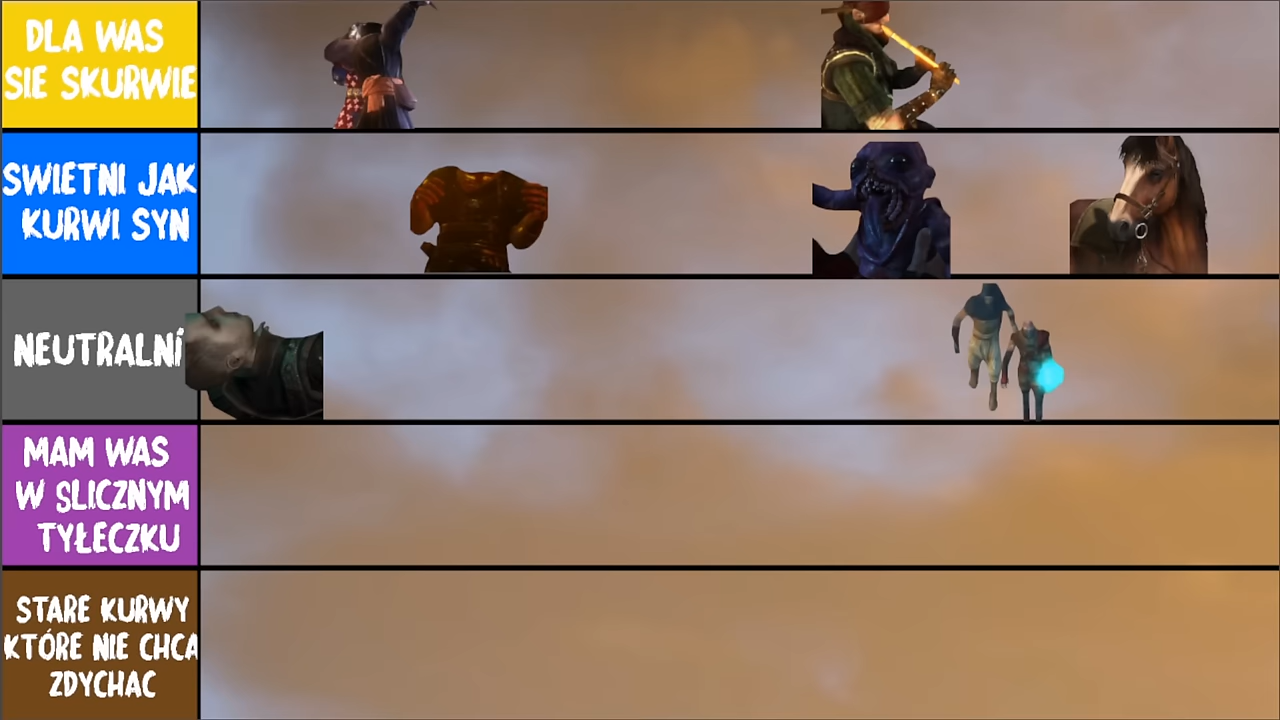 DLA WAS
SIE SKURWIE
SWIETNI JAK
KURWI SYN
NEUTRALNI
MAM WAS
W SLICZNYM
TYŁECZKU
STARE KURWY
KTÓRE NIE CHCA
ZDYCHAC